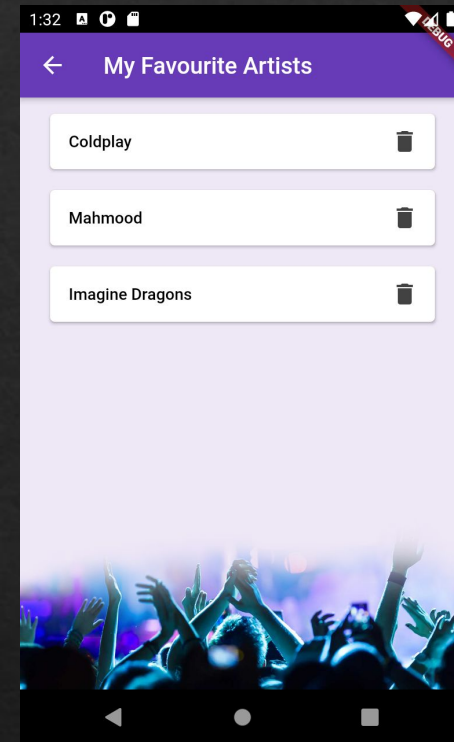 1:32
DEBUG
My Favourite Artists
Coldplay
Mahmood
Imagine Dragons